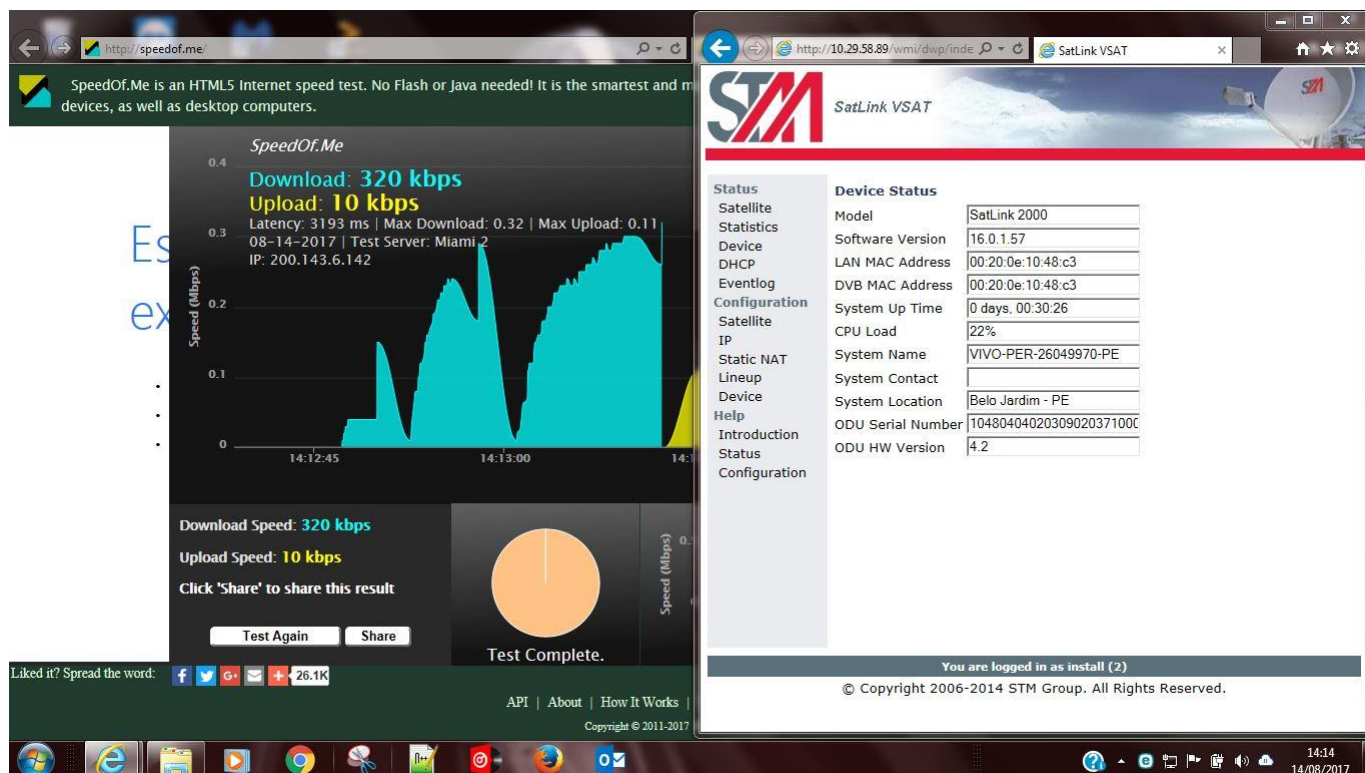 http://speedof.me/
SpeedOf.Me is an HTML5 Internet speed test. No Flash or Java needed! It is the smartest and m
devices, as well as desktop computers.
Es
ex
SpeedOf.Me
Download: 320 kbps
Upload: 10 kbps
Latency: 3193 ms | Max Download: 0.32 | Max Upload: 0.11
08-14-2017 | Test Server: Miami 2
IP: 200.143.6.142
Speed (Mbps)
0.4
0.3
0.2
0.1
0
14:12:45
14:13:00
14:1
Download Speed: 320 kbps
Upload Speed: 10 kbps
Click 'Share' to share this result
Test Again
Share
Test Complete.
Speed (Mbps)
Liked it? Spread the word:
26.1K
API | About | How It Works |
Copyright © 2011-2017
http://10.29.58.89/wmi/dwp/inde
SatLink VSAT
STM
SatLink VSAT
STM
Status
Satellite
Statistics
Device
DHCP
Eventlog
Configuration
Satellite
IP
Static NAT
Lineup
Device
Help
Introduction
Status
Configuration
Device Status
Model SatLink 2000
Software Version 16.0.1.57
LAN MAC Address 00:20:0e:10:48:c3
DVB MAC Address 00:20:0e:10:48:c3
System Up Time 0 days, 00:30:26
CPU Load 22%
System Name VIVO-PER-26049970-PE
System Contact
System Location Belo Jardim - PE
ODU Serial Number 10480404020309020371000
ODU HW Version 4.2
You are logged in as install (2)
© Copyright 2006-2014 STM Group. All Rights Reserved.
14:14
14/08/2017